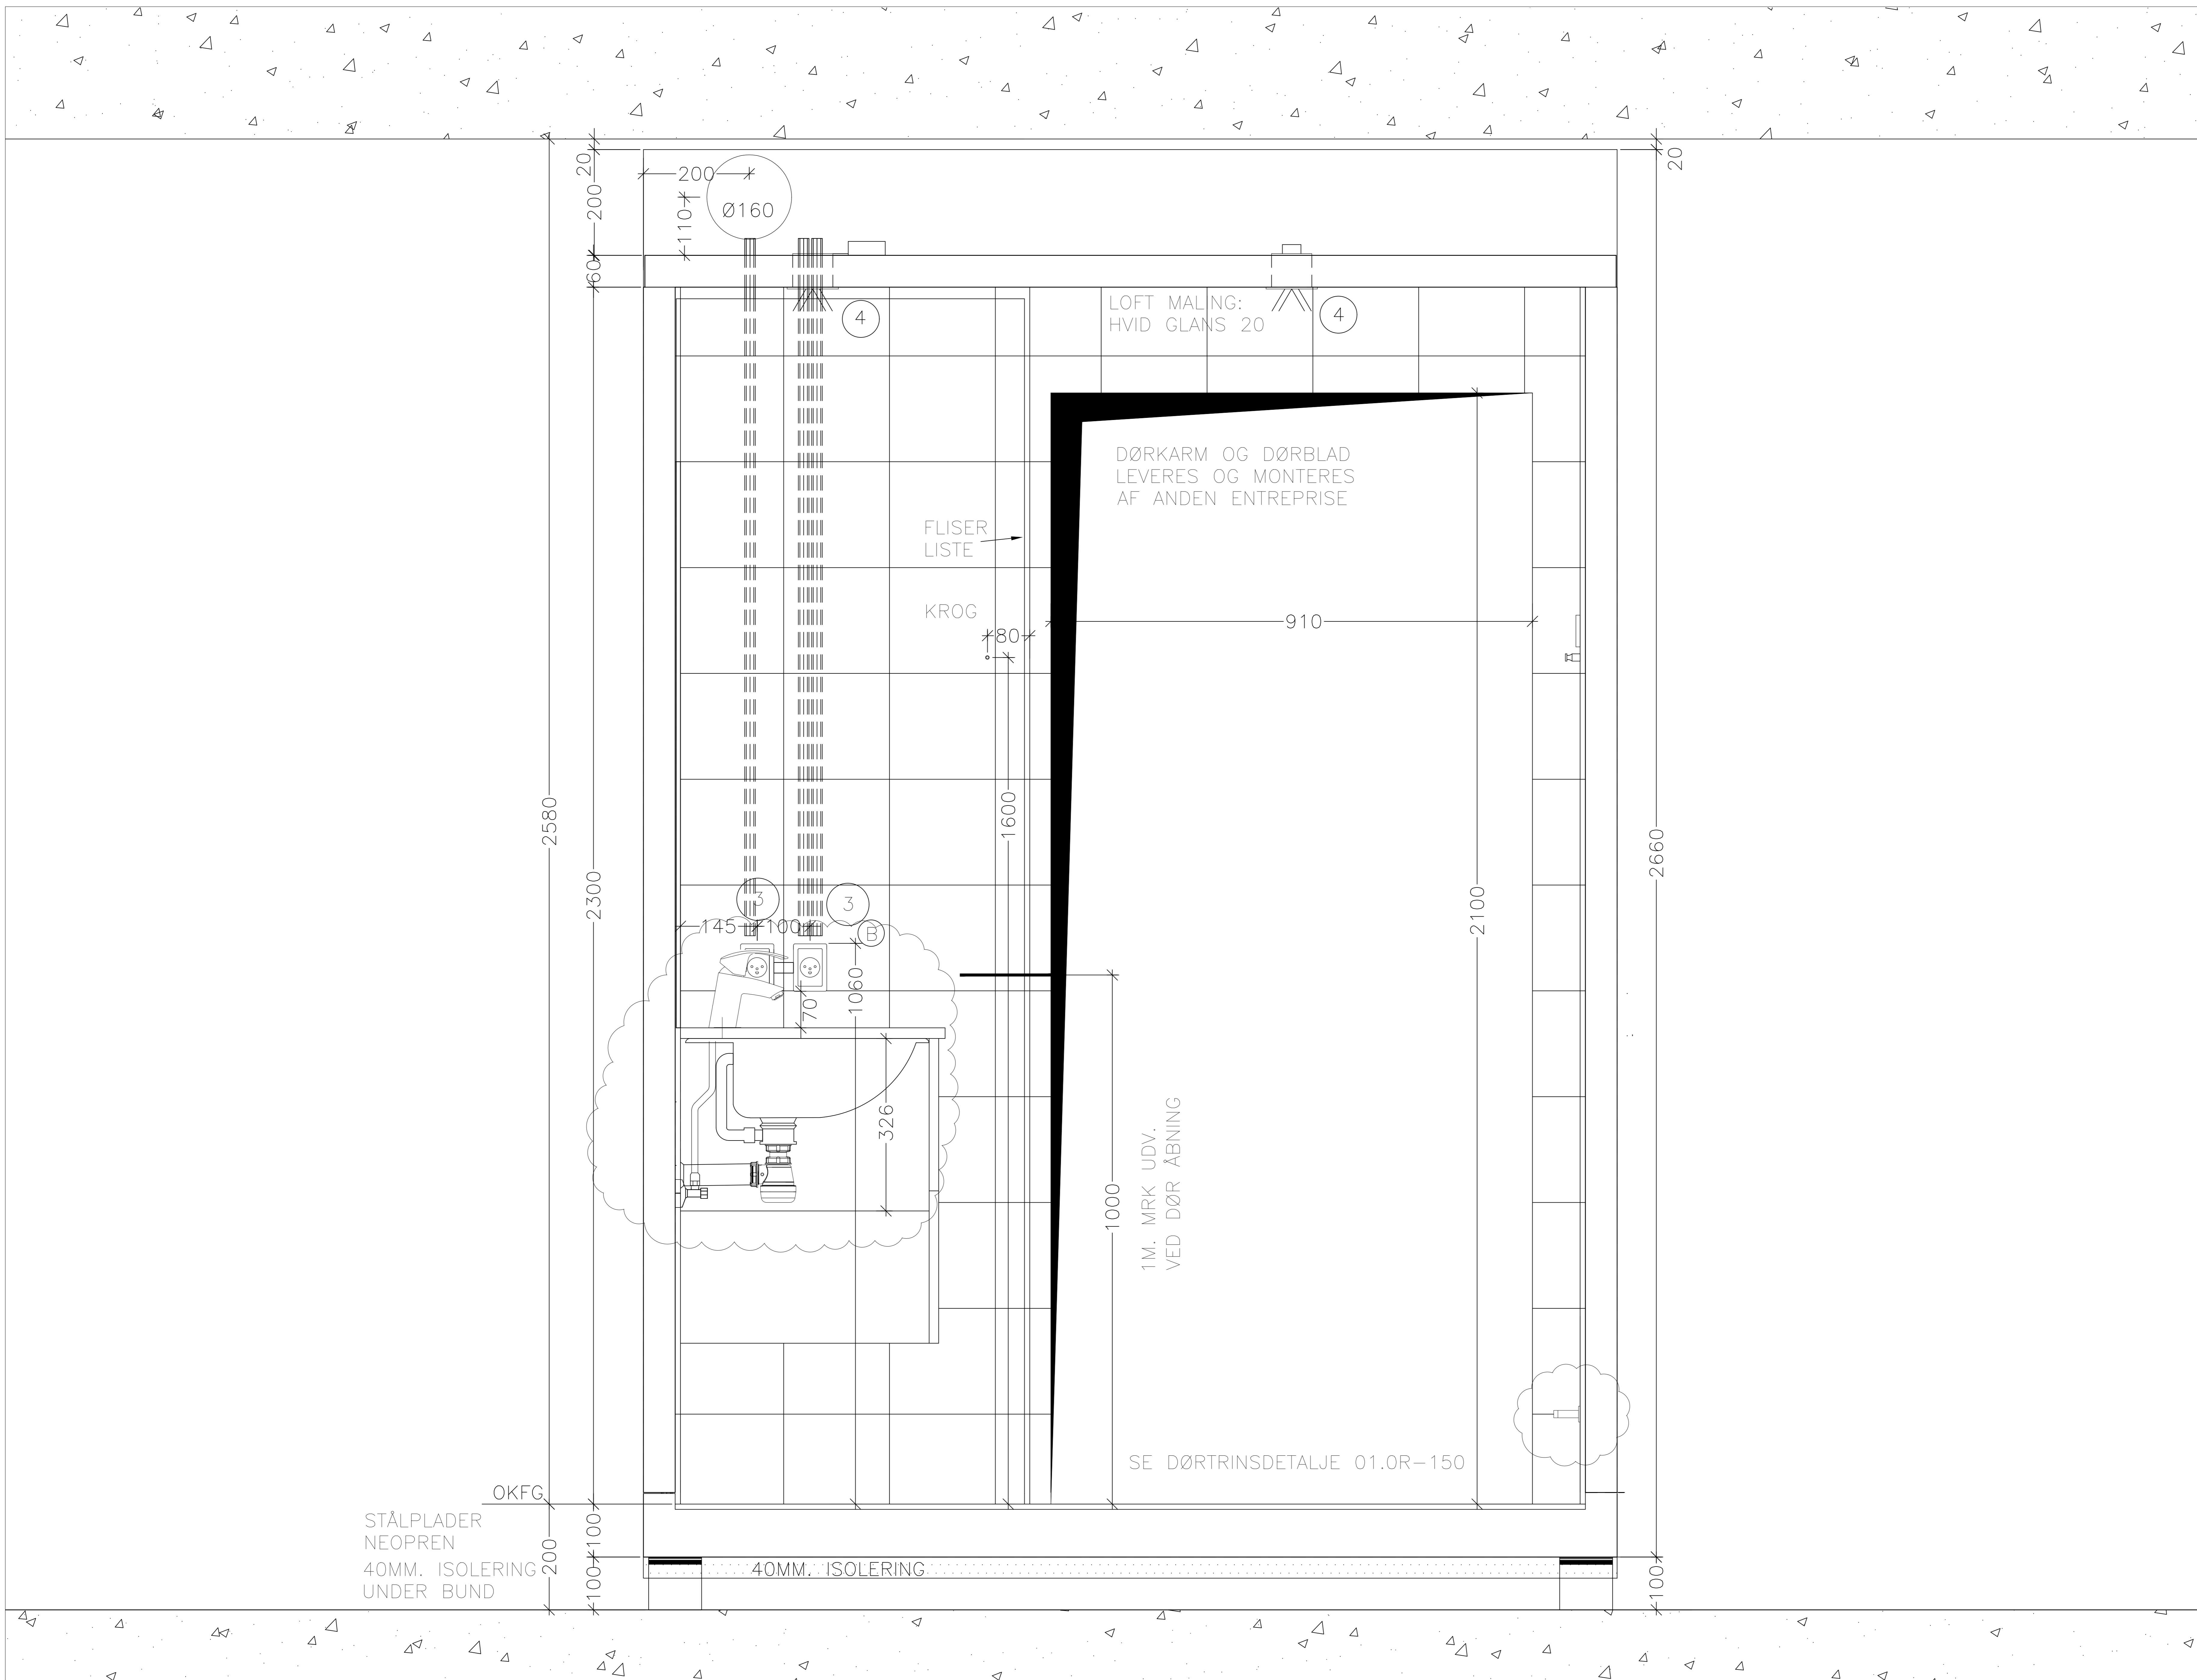 20
200
200
Ø160
110
60
20
4
4
LOFT MALING:
HVID GLANS 20
DØRKARM OG DØRBLAD
LEVERES OG MONTERES
AF ANDEN ENTREPRISE
FLISER
LISTE
KROG
80
910
2580
2300
1600
2100
2660
3
3
B
145
100
1060
70
326
1000
1M. MRK UDV.
VED DØR ÅBNING
SE DØRTRINSDETALJE 01.0R-150
OKFG
STÅLPLADER
NEOPREN
40MM. ISOLERING
UNDER BUND
200
100
100
40MM. ISOLERING
100